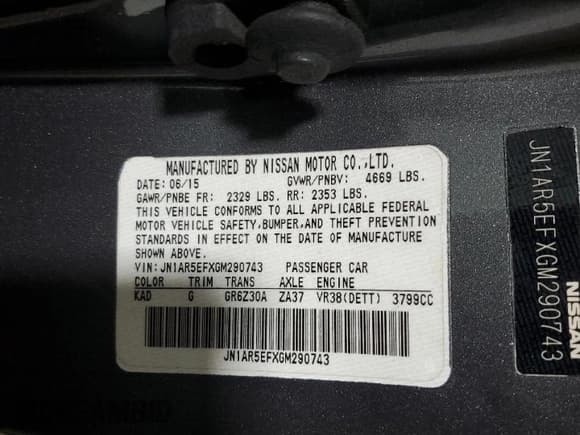 MANUFACTURED BY NISSAN MOTOR CO.,LTD.
DATE: 06/15 GVWR/PNBV: 4669 LBS.
GAWR/PNBE FR: 2329 LBS. RR: 2353 LBS.
THIS VEHICLE CONFORMS TO ALL APPLICABLE FEDERAL
MOTOR VEHICLE SAFETY,BUMPER,AND THEFT PREVENTION
STANDARDS IN EFFECT ON THE DATE OF MANUFACTURE
SHOWN ABOVE.
VIN: JN1AR5EFXGM290743 PASSENGER CAR
COLOR TRIM TRANS AXLE ENGINE
KAD G GR6Z30A ZA37 VR38(DETT) 3799CC
JN1AR5EFXGM290743
JN1AR5EFXGM290743
NISSAN